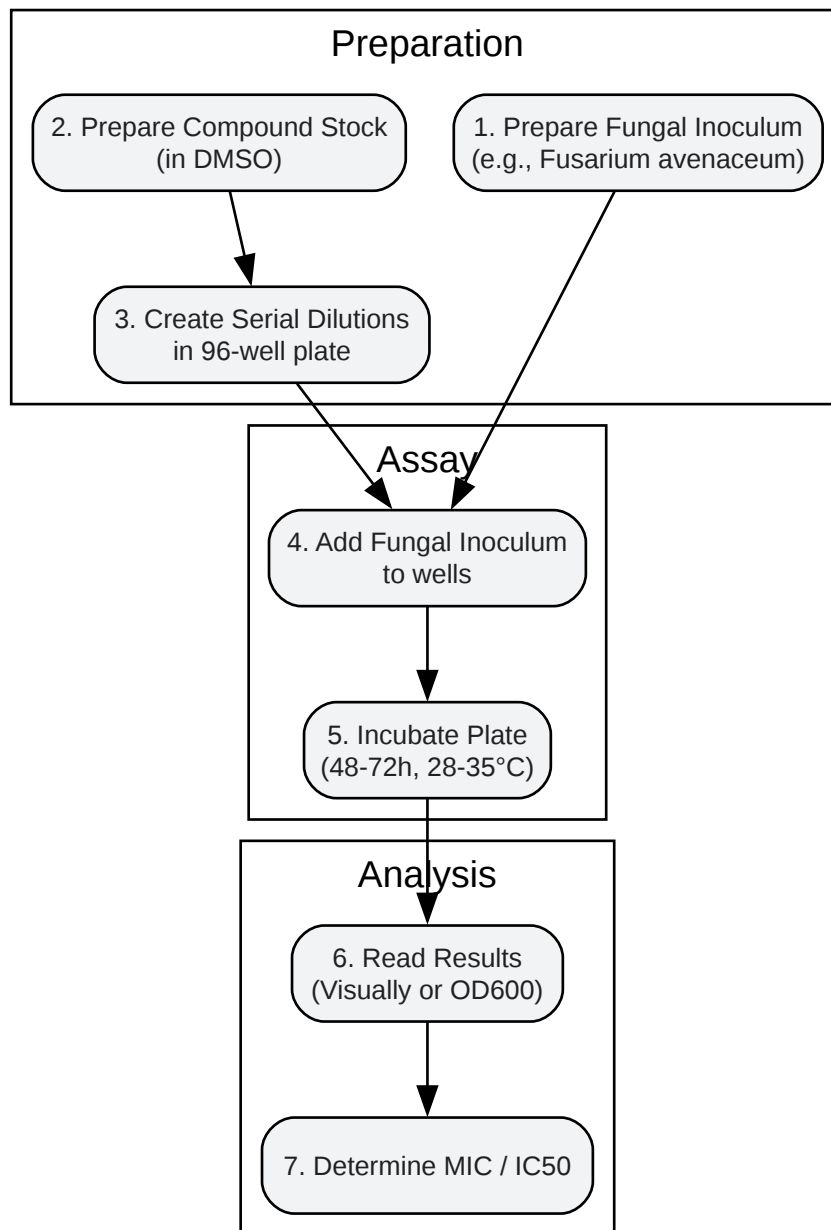 Preparation
2. Prepare Compound Stock
(in DMSO)
1. Prepare Fungal Inoculum
(e.g., Fusarium avenaceum)
3. Create Serial Dilutions
in 96-well plate
Assay
4. Add Fungal Inoculum
to wells
5. Incubate Plate
(48-72h, 28-35°C)
Analysis
6. Read Results
(Visually or OD600)
7. Determine MIC / IC50